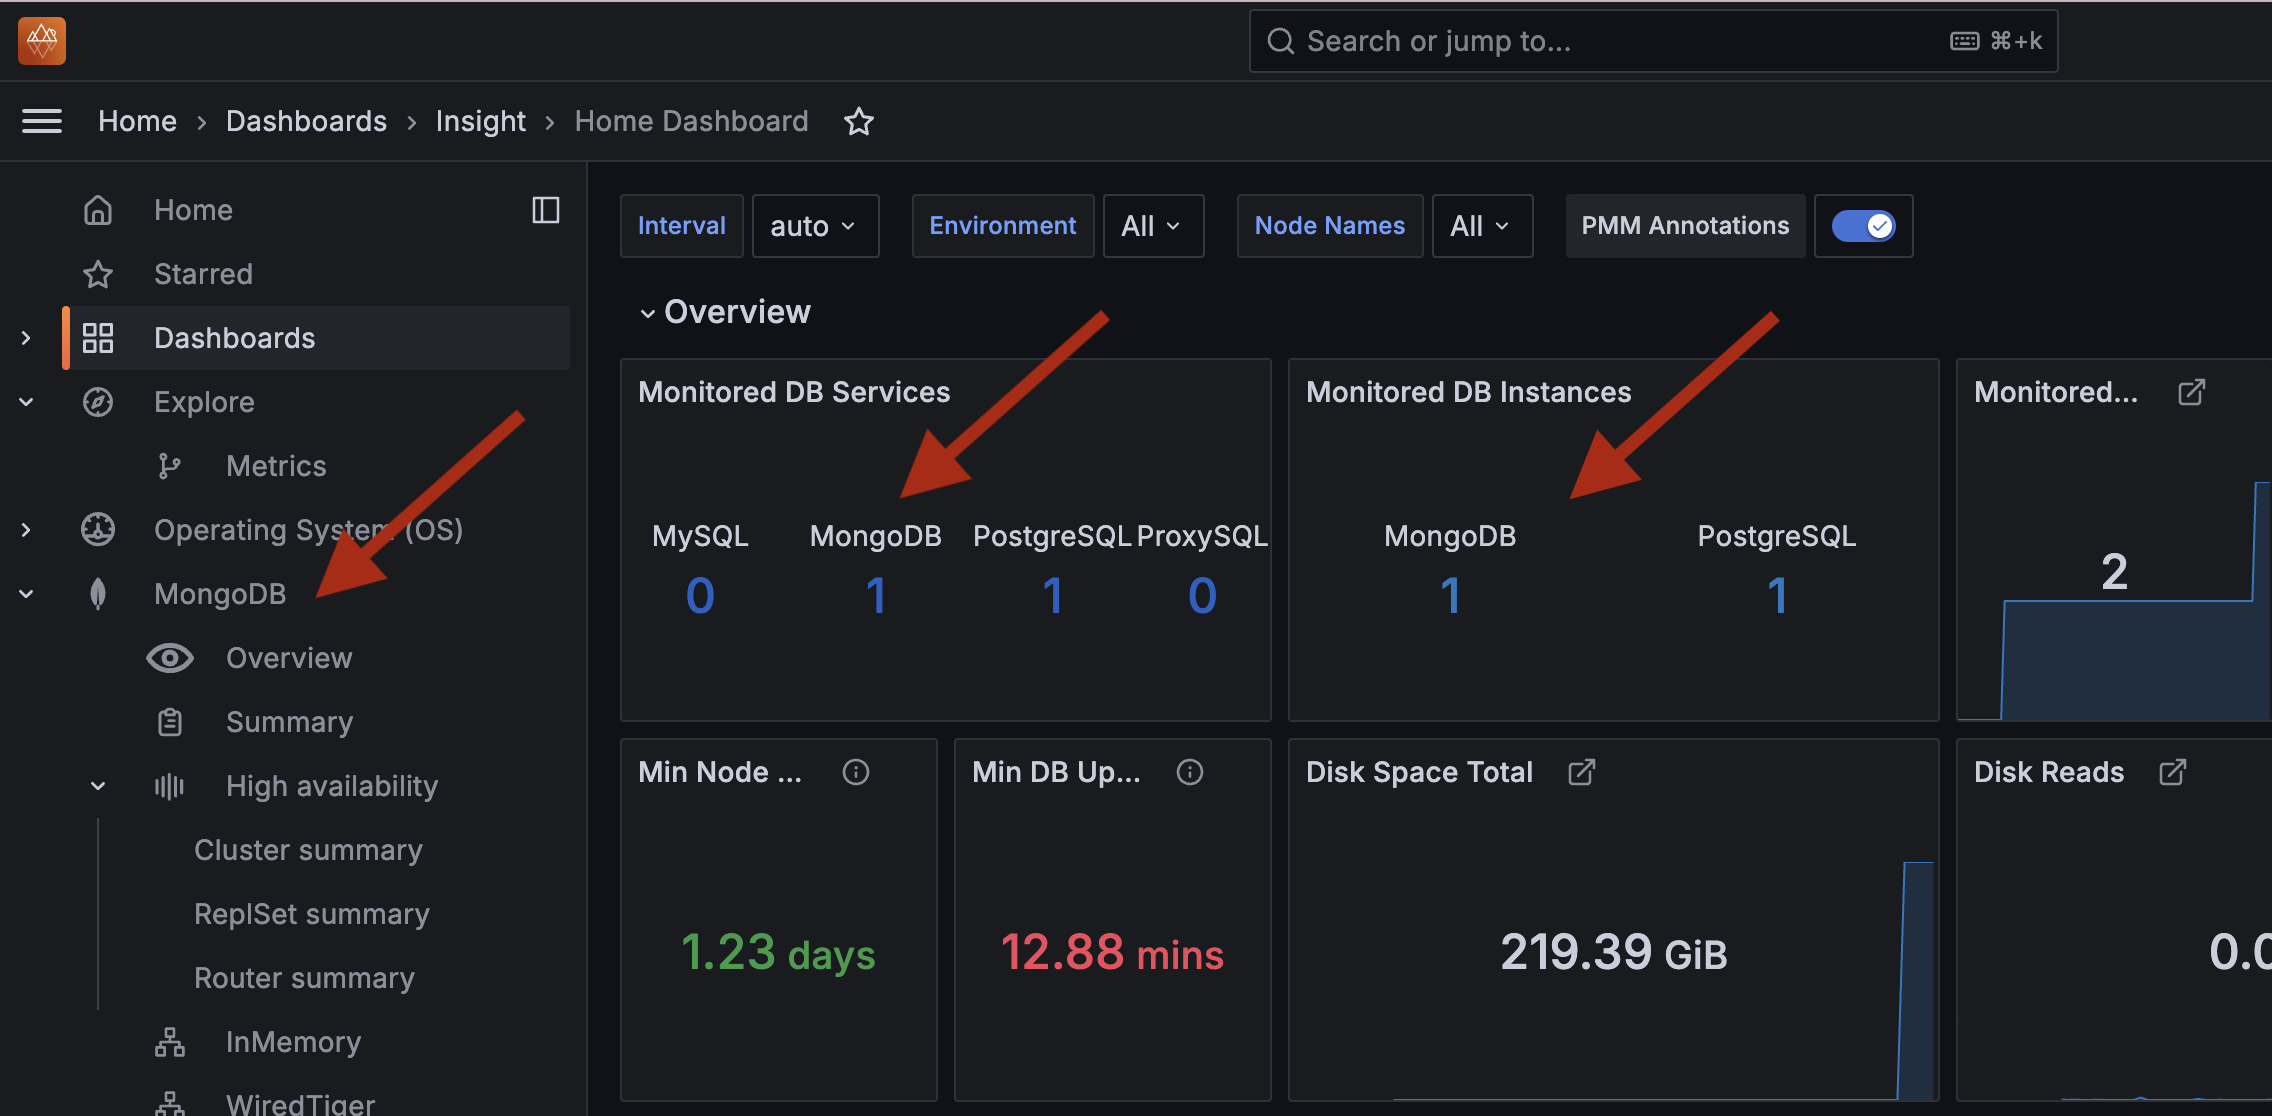 Search or jump to...
⌘+k
Home › Dashboards › Insight › Home Dashboard
Home
Starred
Dashboards
Explore
Metrics
Operating System (OS)
MongoDB
Overview
Summary
High availability
Cluster summary
ReplSet summary
Router summary
InMemory
WiredTiger
Interval auto Environment All Node Names All PMM Annotations
Overview
Monitored DB Services
MySQL MongoDB PostgreSQL ProxySQL
0 1 1 0
Monitored DB Instances
MongoDB PostgreSQL
1 1
Monitored...
2
Min Node ...
1.23 days
Min DB Up...
12.88 mins
Disk Space Total
219.39 GiB
Disk Reads
0.0